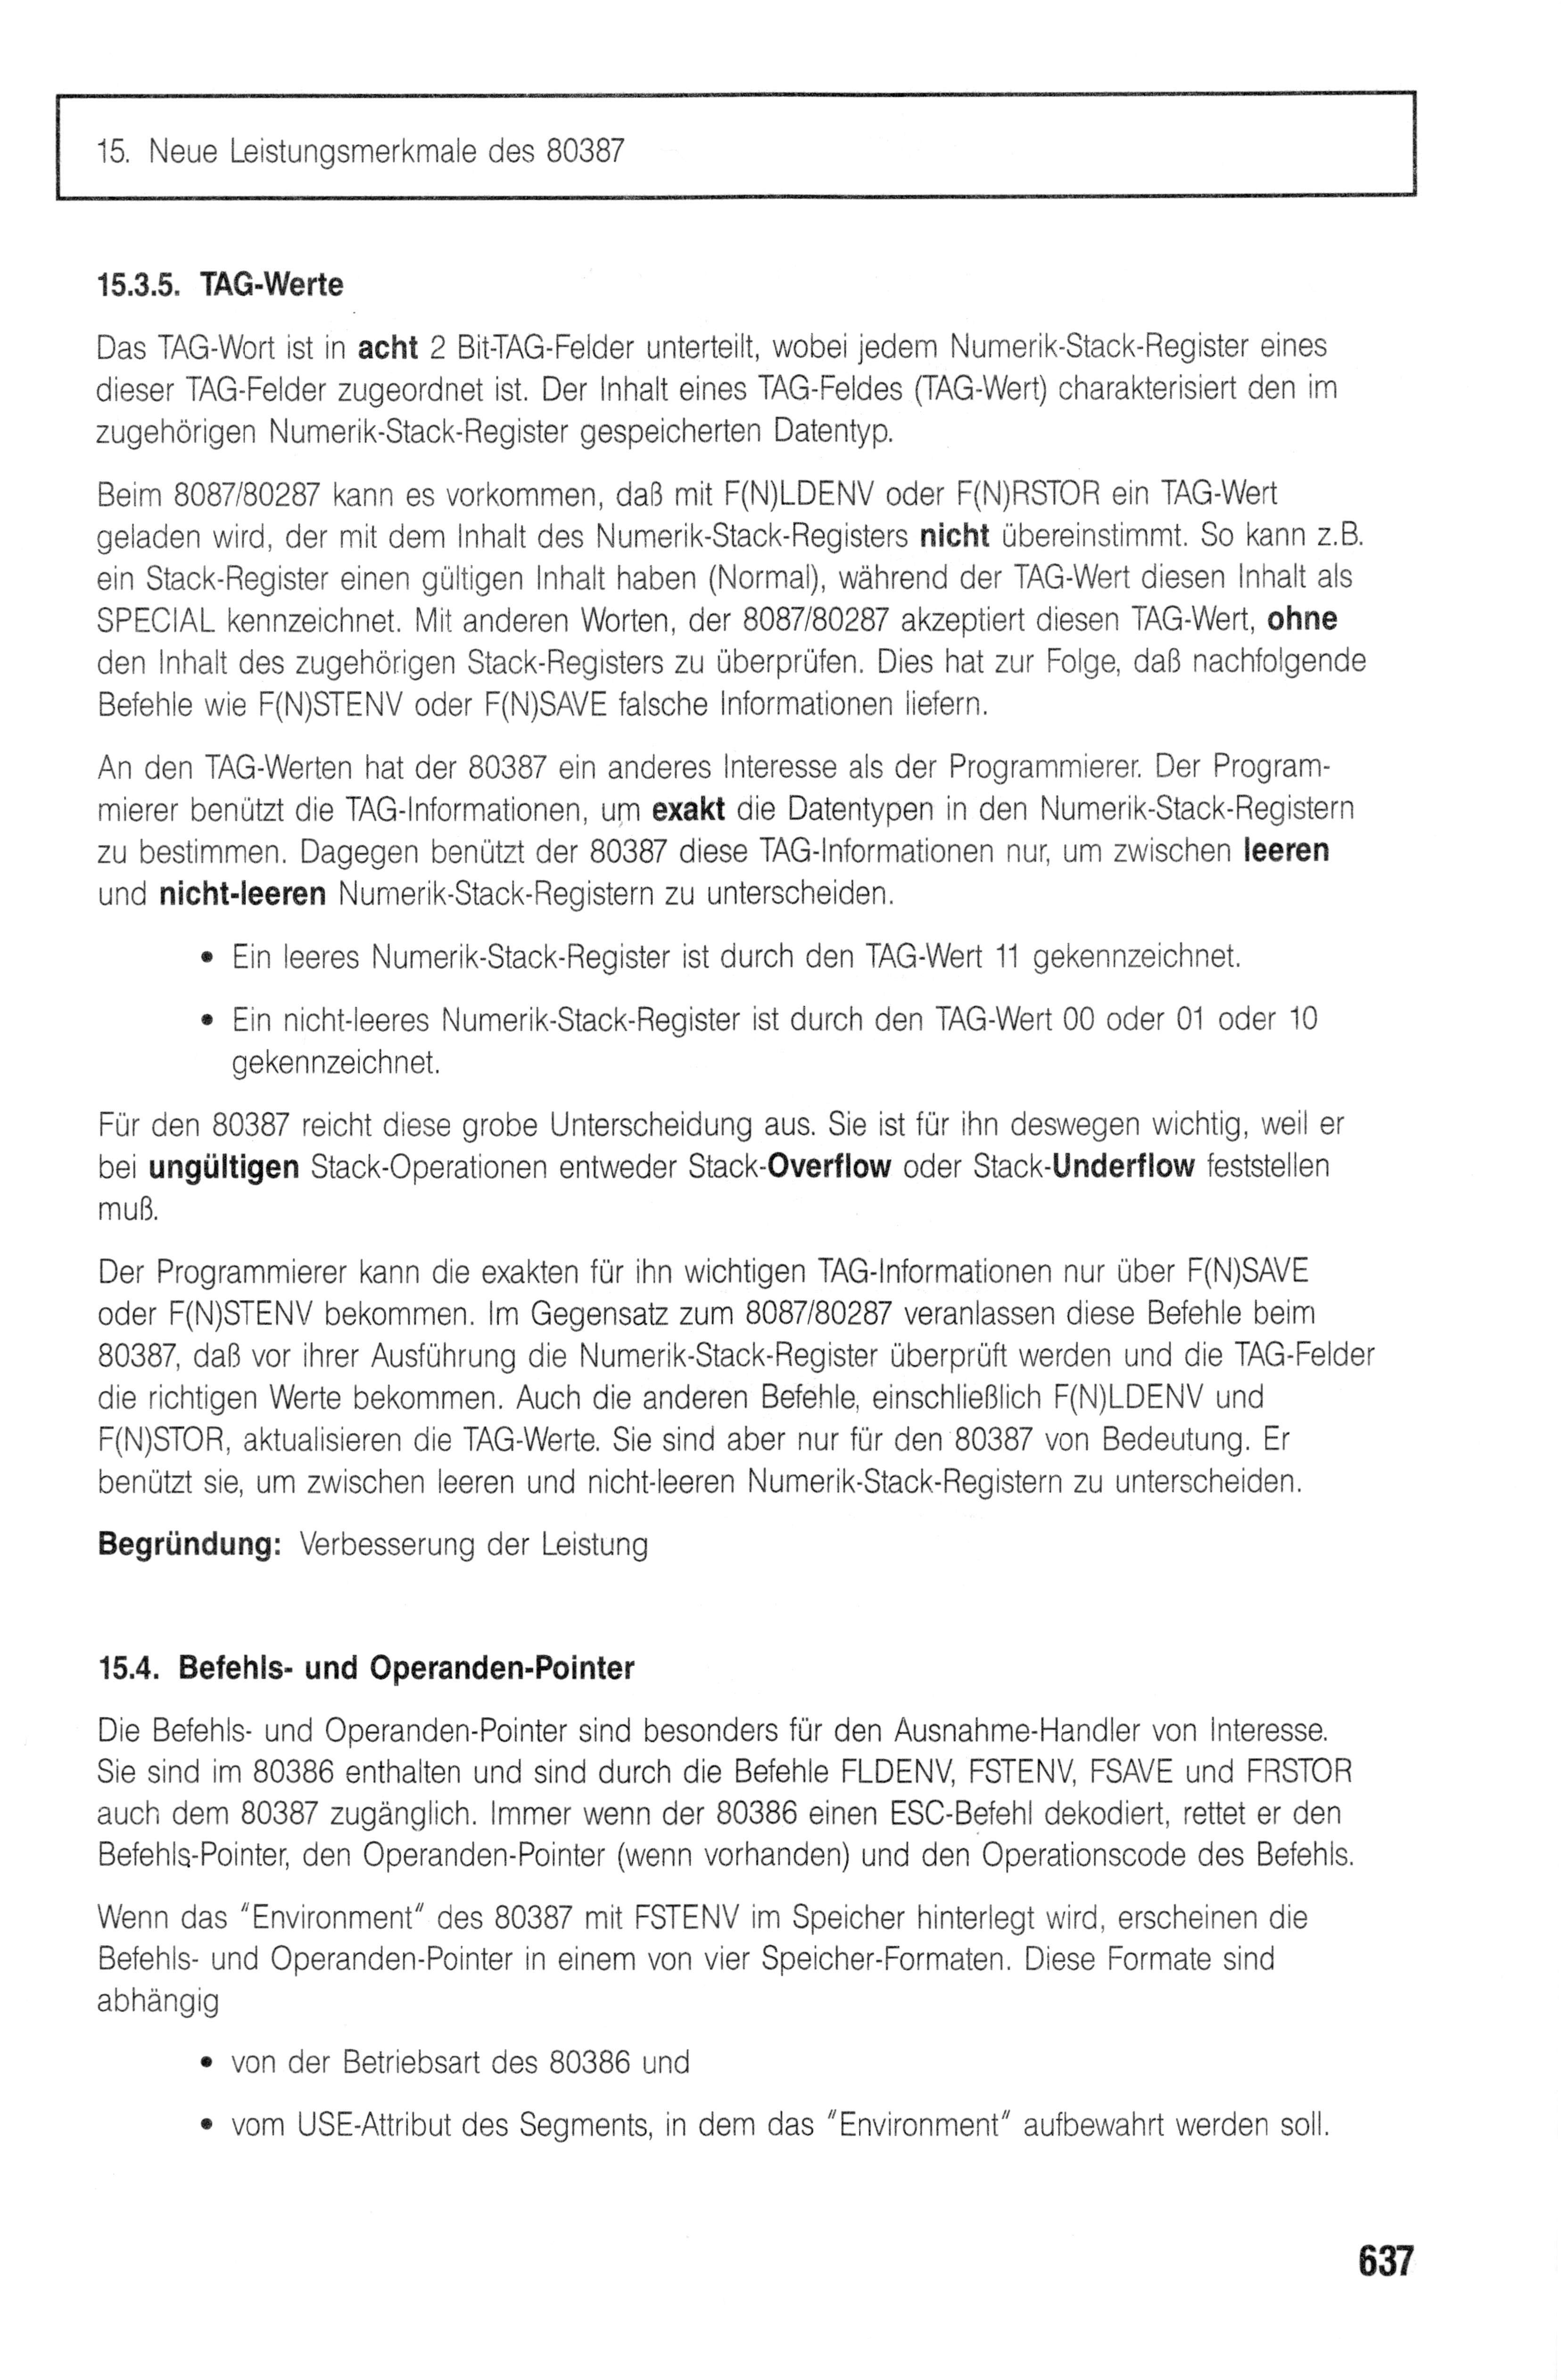 15. Neue Leistungsmerkmale des 80387
15.3.5. TAG-Werte
Das TAG-Wort ist in acht 2 Bit-TAG-Felder unterteilt, wobei jedem Numerik-Stack-Register eines
dieser TAG-Felder zugeordnet ist. Der Inhalt eines TAG-Feldes (TAG-Wert) charakterisiert den im
zugehörigen Numerik-Stack-Register gespeicherten Datentyp.
Beim 8087/80287 kann es vorkommen, daß mit F(N)LDENV oder F(N)RSTOR ein TAG-Wert
geladen wird, der mit dem Inhalt des Numerik-Stack-Registers nicht übereinstimmt. So kann z.B.
ein Stack-Register einen gültigen Inhalt haben (Normal), während der TAG-Wert diesen Inhalt als
SPECIAL kennzeichnet. Mit anderen Worten, der 8087/80287 akzeptiert diesen TAG-Wert, ohne
den Inhalt des zugehörigen Stack-Registers zu überprüfen. Dies hat zur Folge, daß nachfolgende
Befehle wie F(N)STENV oder F(N)SAVE falsche Informationen liefern.
An den TAG-Werten hat der 80387 ein anderes Interesse als der Programmierer. Der Program-
mierer benützt die TAG-Informationen, um exakt die Datentypen in den Numerik-Stack-Registern
zu bestimmen. Dagegen benützt der 80387 diese TAG-Informationen nur, um zwischen leeren
und nicht-leeren Numerik-Stack-Registern zu unterscheiden.
• Ein leeres Numerik-Stack-Register ist durch den TAG-Wert 11 gekennzeichnet.
• Ein nicht-leeres Numerik-Stack-Register ist durch den TAG-Wert 00 oder 01 oder 10
gekennzeichnet.
Für den 80387 reicht diese grobe Unterscheidung aus. Sie ist für ihn deswegen wichtig, weil er
bei ungültigen Stack-Operationen entweder Stack-Overflow oder Stack-Underflow feststellen
muß.
Der Programmierer kann die exakten für ihn wichtigen TAG-Informationen nur über F(N)SAVE
oder F(N)STENV bekommen. Im Gegensatz zum 8087/80287 veranlassen diese Befehle beim
80387, daß vor ihrer Ausführung die Numerik-Stack-Register überprüft werden und die TAG-Felder
die richtigen Werte bekommen. Auch die anderen Befehle, einschließlich F(N)LDENV und
F(N)STOR, aktualisieren die TAG-Werte. Sie sind aber nur für den 80387 von Bedeutung. Er
benützt sie, um zwischen leeren und nicht-leeren Numerik-Stack-Registern zu unterscheiden.
Begründung: Verbesserung der Leistung
15.4. Befehls- und Operanden-Pointer
Die Befehls- und Operanden-Pointer sind besonders für den Ausnahme-Handler von Interesse.
Sie sind im 80386 enthalten und sind durch die Befehle FLDENV, FSTENV, FSAVE und FRSTOR
auch dem 80387 zugänglich. Immer wenn der 80386 einen ESC-Befehl dekodiert, rettet er den
Befehls-Pointer, den Operanden-Pointer (wenn vorhanden) und den Operationscode des Befehls.
Wenn das "Environment" des 80387 mit FSTENV im Speicher hinterlegt wird, erscheinen die
Befehls- und Operanden-Pointer in einem von vier Speicher-Formaten. Diese Formate sind
abhängig
• von der Betriebsart des 80386 und
• vom USE-Attribut des Segments, in dem das "Environment" aufbewahrt werden soll.
637